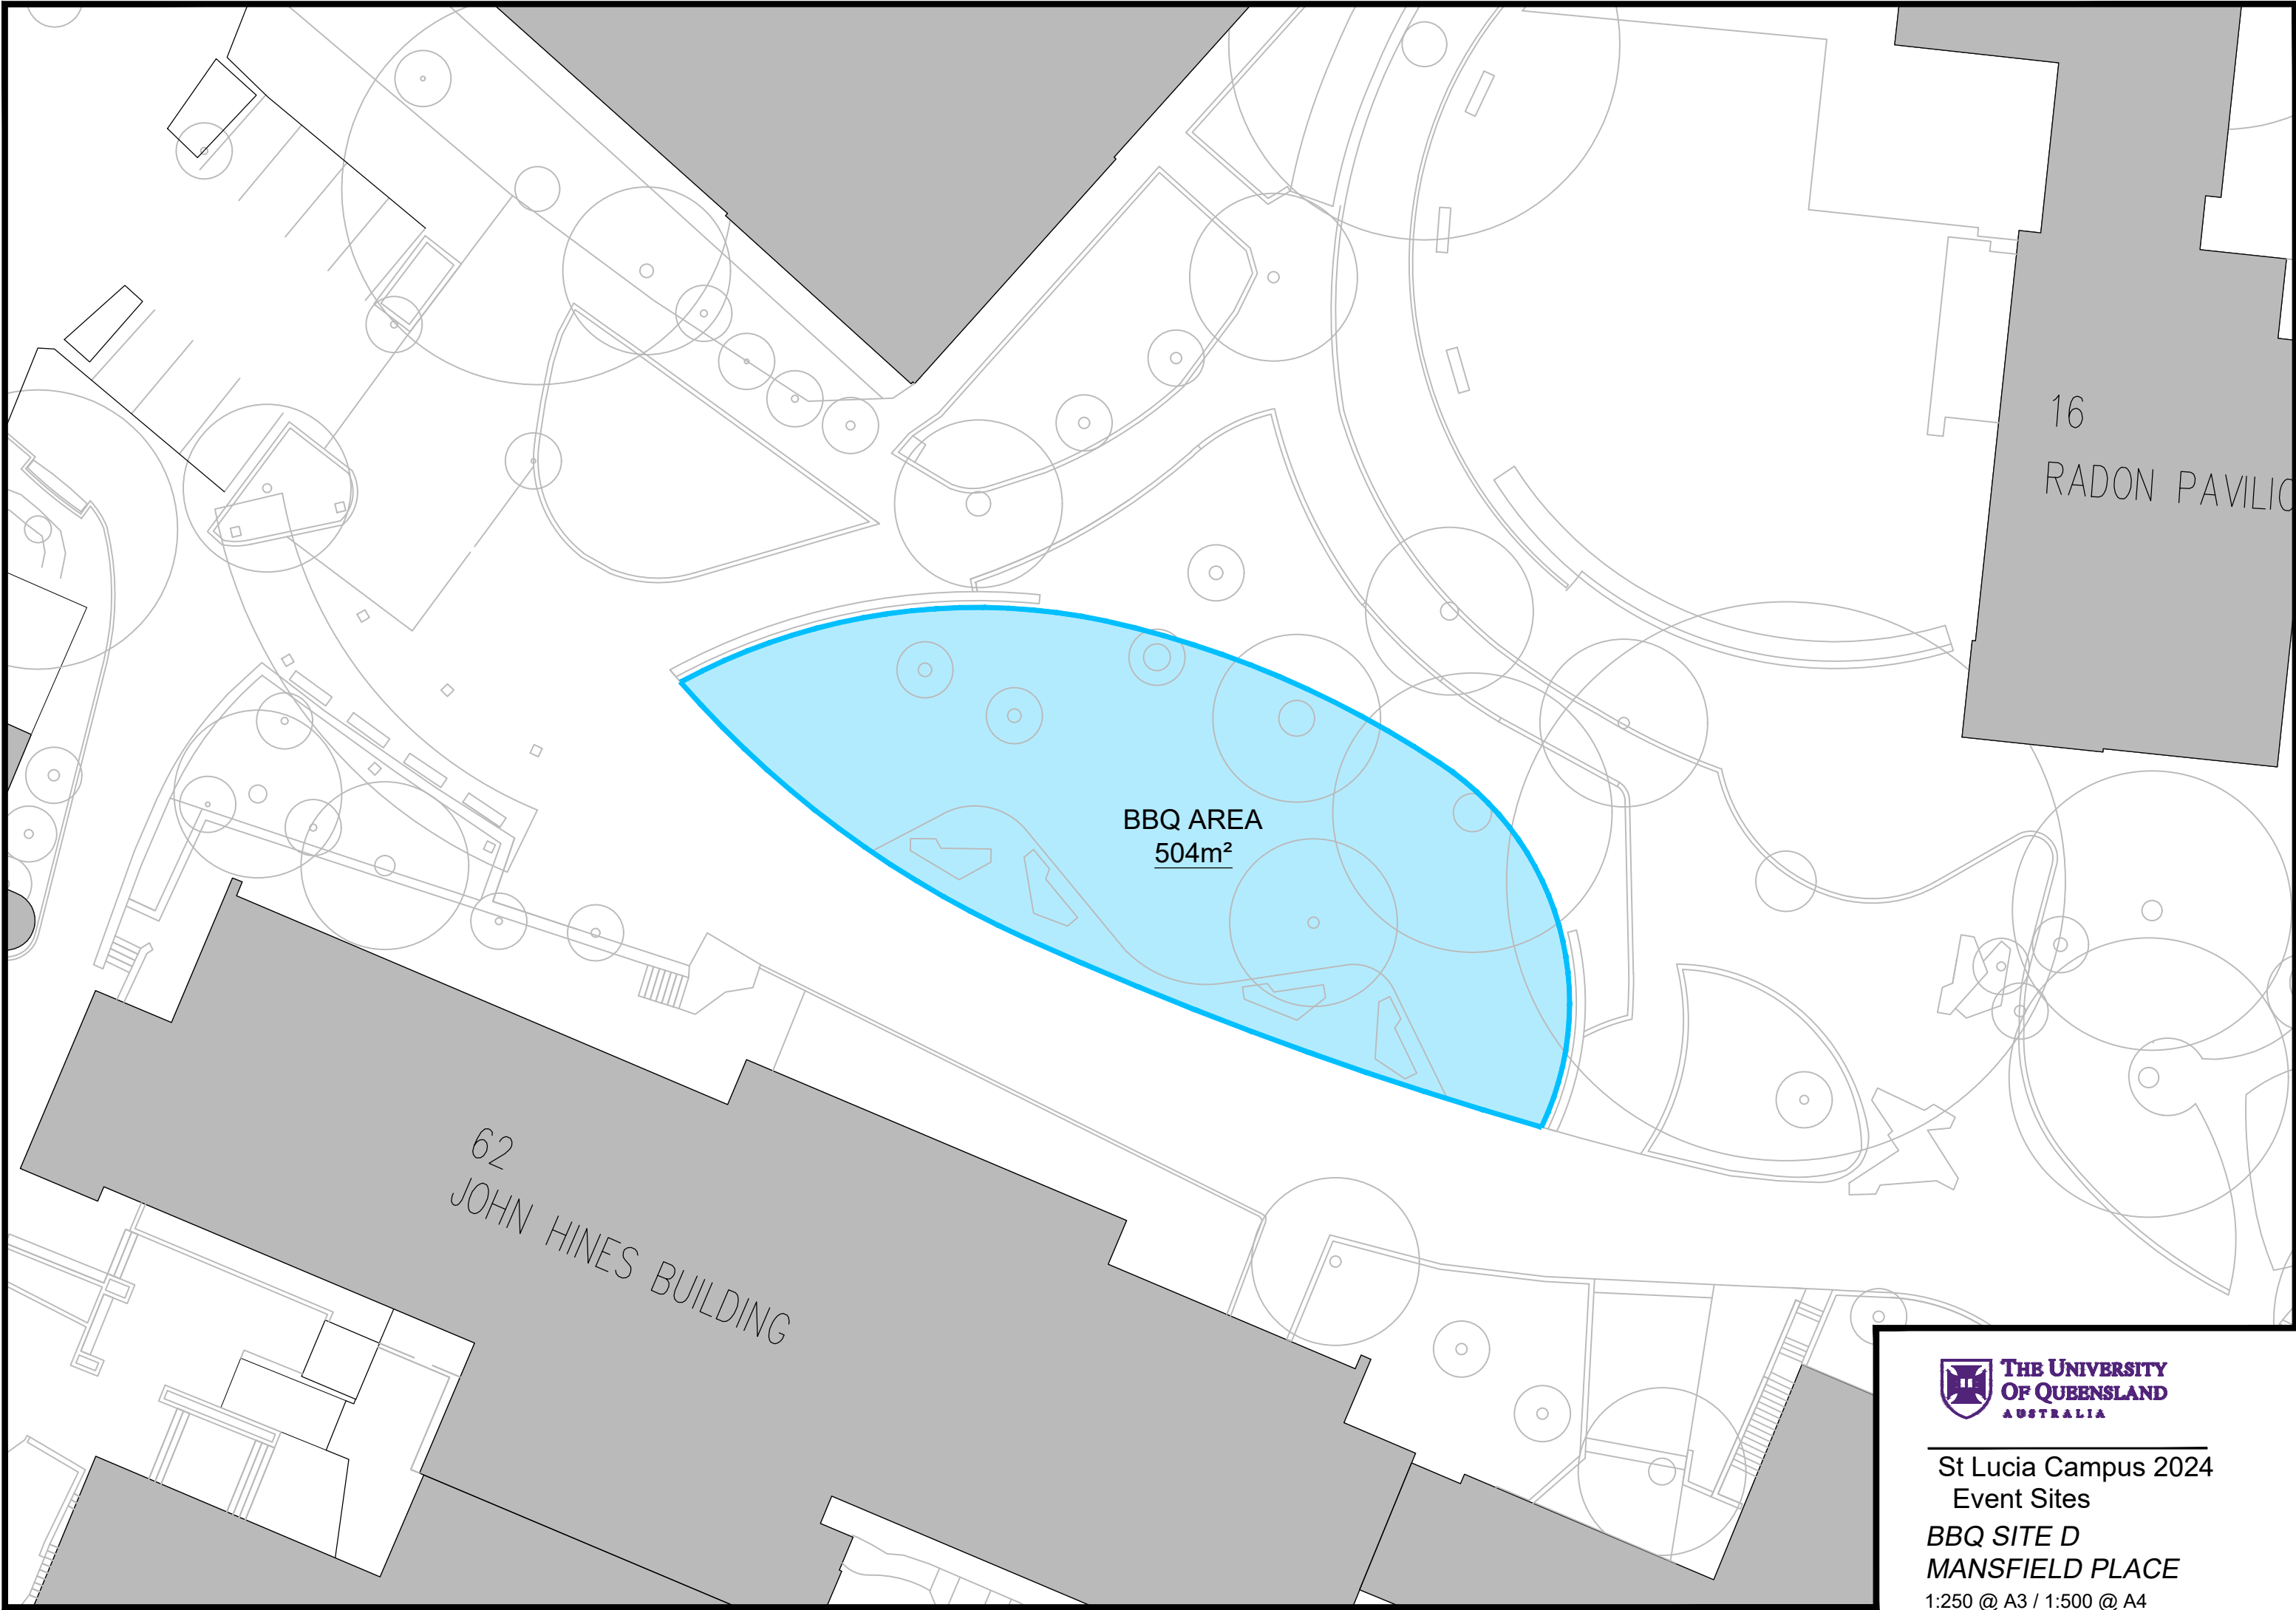 16
RADON PAVILIO
BBQ AREA
504m²
62
JOHN HINES BUILDING
THE UNIVERSITY
OF QUEENSLAND
AUSTRALIA
St Lucia Campus 2024
Event Sites
BBQ SITE D
MANSFIELD PLACE
1:250 @ A3 / 1:500 @ A4